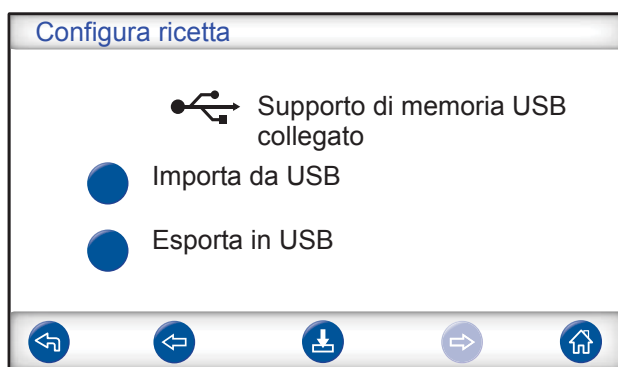 Configura ricetta
Supporto di memoria USB
collegato
Importa da USB
Esporta in USB